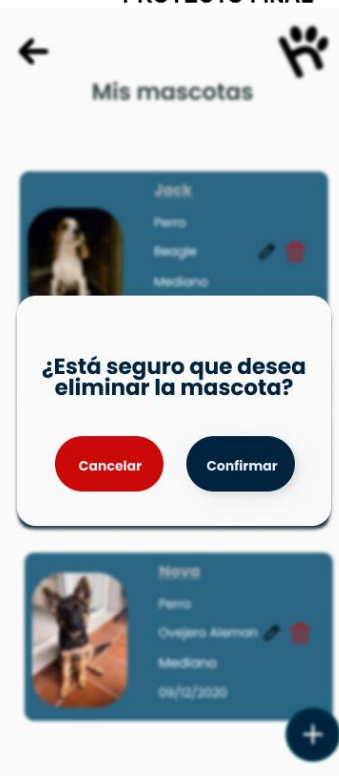 PROYECTO FINAL
Mis mascotas
Jack
Perro
Beagle
Mediano
¿Está seguro que desea
eliminar la mascota?
Cancelar Confirmar
Nova
Perro
Ovejero Aleman
Mediano
09/12/2020
+